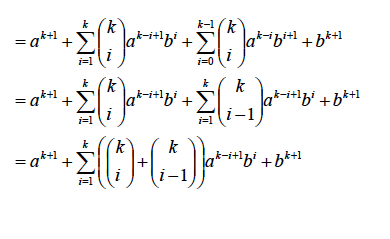 = a^{k+1} + \sum_{i=1}^{k} \binom{k}{i} a^{k-i+1} b^{i} + \sum_{i=0}^{k-1} \binom{k}{i} a^{k-i} b^{i+1} + b^{k+1}
= a^{k+1} + \sum_{i=1}^{k} \binom{k}{i} a^{k-i+1} b^{i} + \sum_{i=1}^{k} \binom{k}{i-1} a^{k-i+1} b^{i} + b^{k+1}
= a^{k+1} + \sum_{i=1}^{k} \left( \binom{k}{i} + \binom{k}{i-1} \right) a^{k-i+1} b^{i} + b^{k+1}